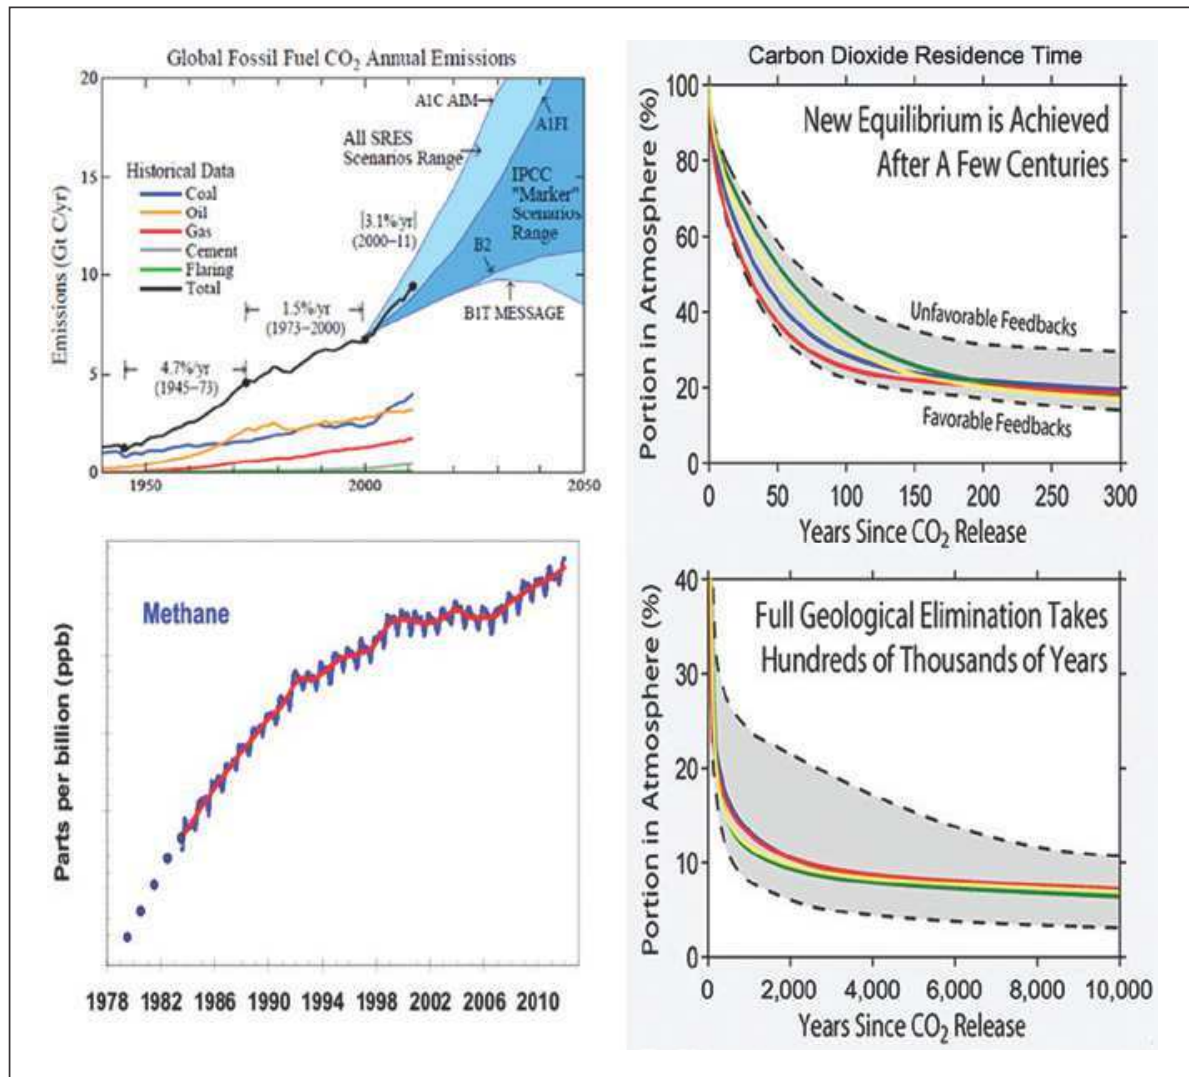 Global Fossil Fuel CO₂ Annual Emissions
20
15
10
5
0
Emissions (Gt C/yr)
A1C AIM
A1FI
All SRES
Scenarios Range
Historical Data
Coal
Oil
Gas
Cement
Flaring
Total
IPCC
"Marker"
Scenarios
Range
3.1%/yr
(2000–11)
B2
B1T MESSAGE
1.5%/yr
(1973–2000)
4.7%/yr
(1945–73)
1950
2000
2050
Carbon Dioxide Residence Time
100
80
60
40
20
0
Portion in Atmosphere (%)
New Equilibrium is Achieved
After A Few Centuries
Unfavorable Feedbacks
Favorable Feedbacks
0 50 100 150 200 250 300
Years Since CO₂ Release
Methane
Parts per billion (ppb)
1978 1982 1986 1990 1994 1998 2002 2006 2010
40
30
20
10
0
Portion in Atmosphere (%)
Full Geological Elimination Takes
Hundreds of Thousands of Years
0 2,000 4,000 6,000 8,000 10,000
Years Since CO₂ Release